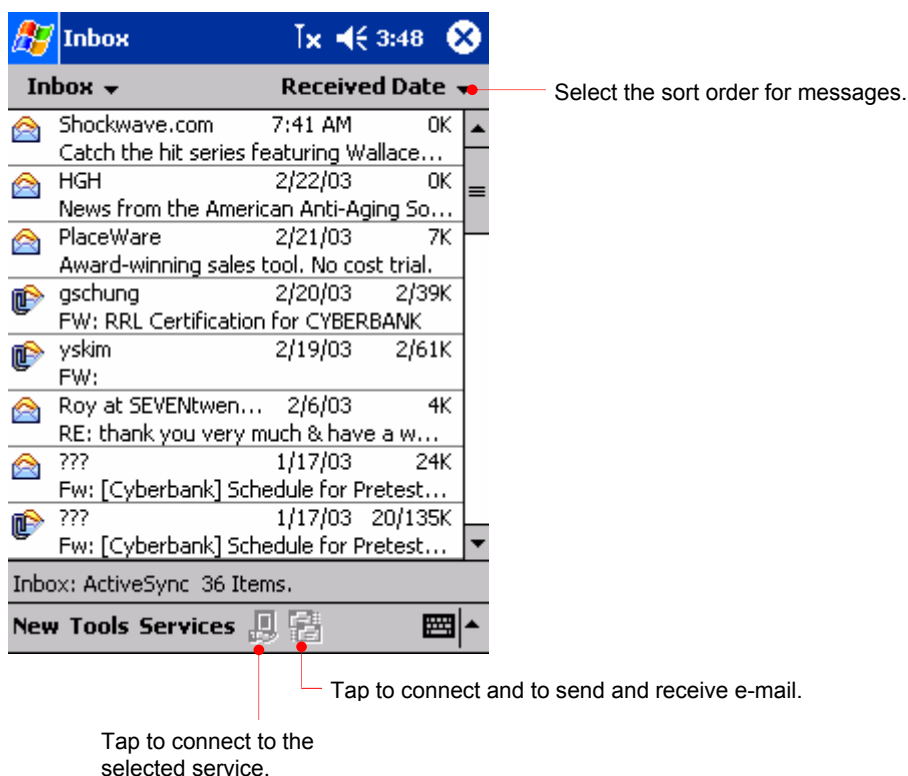 Inbox 3:48
Inbox Received Date
Select the sort order for messages.
Shockwave.com 7:41 AM 0K
Catch the hit series featuring Wallace...
HGH 2/22/03 0K
News from the American Anti-Aging So...
PlaceWare 2/21/03 7K
Award-winning sales tool. No cost trial.
gschung 2/20/03 2/39K
FW: RRL Certification for CYBERBANK
yskim 2/19/03 2/61K
FW:
Roy at SEVENtwen... 2/6/03 4K
RE: thank you very much & have a w...
??? 1/17/03 24K
Fw: [Cyberbank] Schedule for Pretest...
??? 1/17/03 20/135K
Fw: [Cyberbank] Schedule for Pretest...
Inbox: ActiveSync 36 Items.
New Tools Services
Tap to connect and to send and receive e-mail.
Tap to connect to the
selected service.